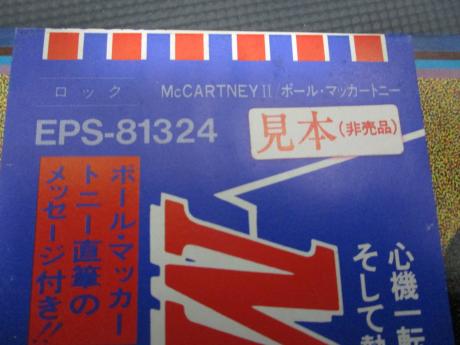 ロック
McCARTNEY II/ポール・マッカートニー
EPS-81324
見本(非売品)
ポール・マッカー
トニー直筆の
メッセージ付き!!
心機一転
そして
M